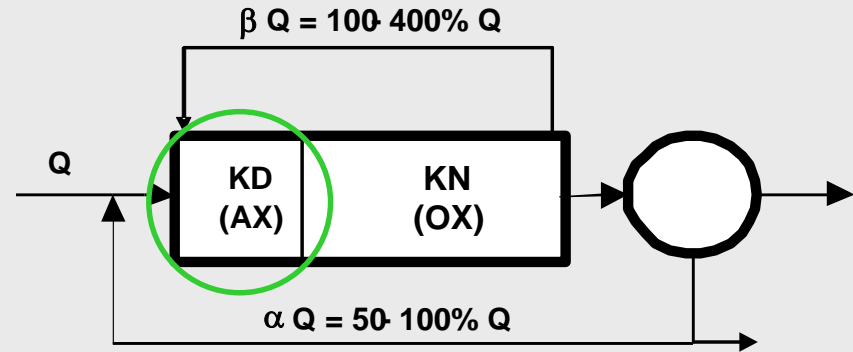 β Q = 100- 400% Q
Q
KD
(AX)
KN
(OX)
α Q = 50- 100% Q